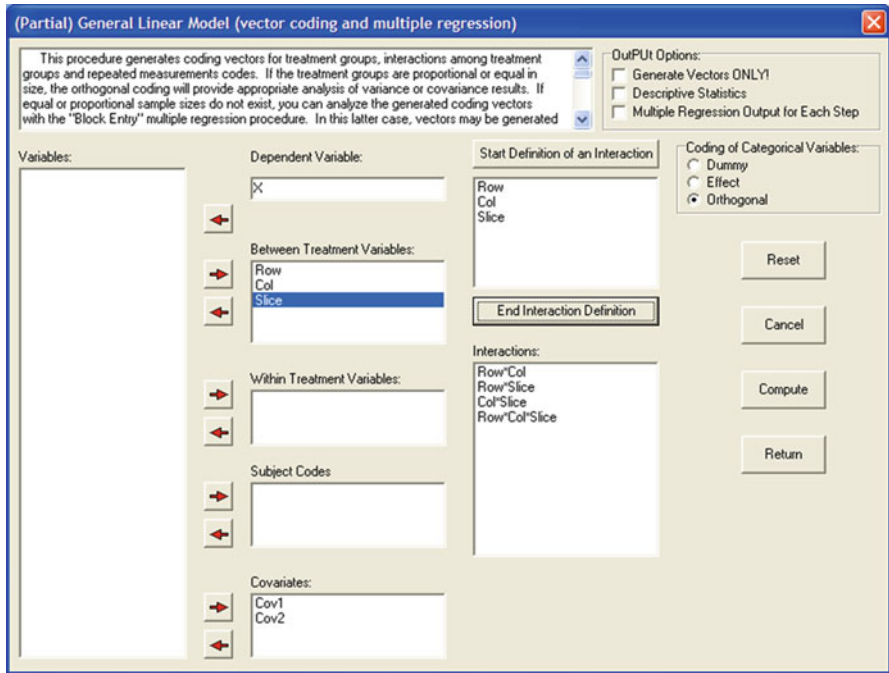 (Partial) General Linear Model (vector coding and multiple regression)
This procedure generates coding vectors for treatment groups, interactions among treatment
groups and repeated measurements codes. If the treatment groups are proportional or equal in
size, the orthogonal coding will provide appropriate analysis of variance or covariance results. If
equal or proportional sample sizes do not exist, you can analyze the generated coding vectors
with the "Block Entry" multiple regression procedure. In this latter case, vectors may be generated
OutPUt Options:
Generate Vectors ONLY!
Descriptive Statistics
Multiple Regression Output for Each Step
Variables:
Dependent Variable:
X
Between Treatment Variables:
Row
Col
Slice
Within Treatment Variables:
Subject Codes
Covariates:
Cov1
Cov2
Start Definition of an Interaction
Row
Col
Slice
End Interaction Definition
Interactions:
Row*Col
Row*Slice
Col*Slice
Row*Col*Slice
Coding of Categorical Variables:
Dummy
Effect
Orthogonal
Reset
Cancel
Compute
Return